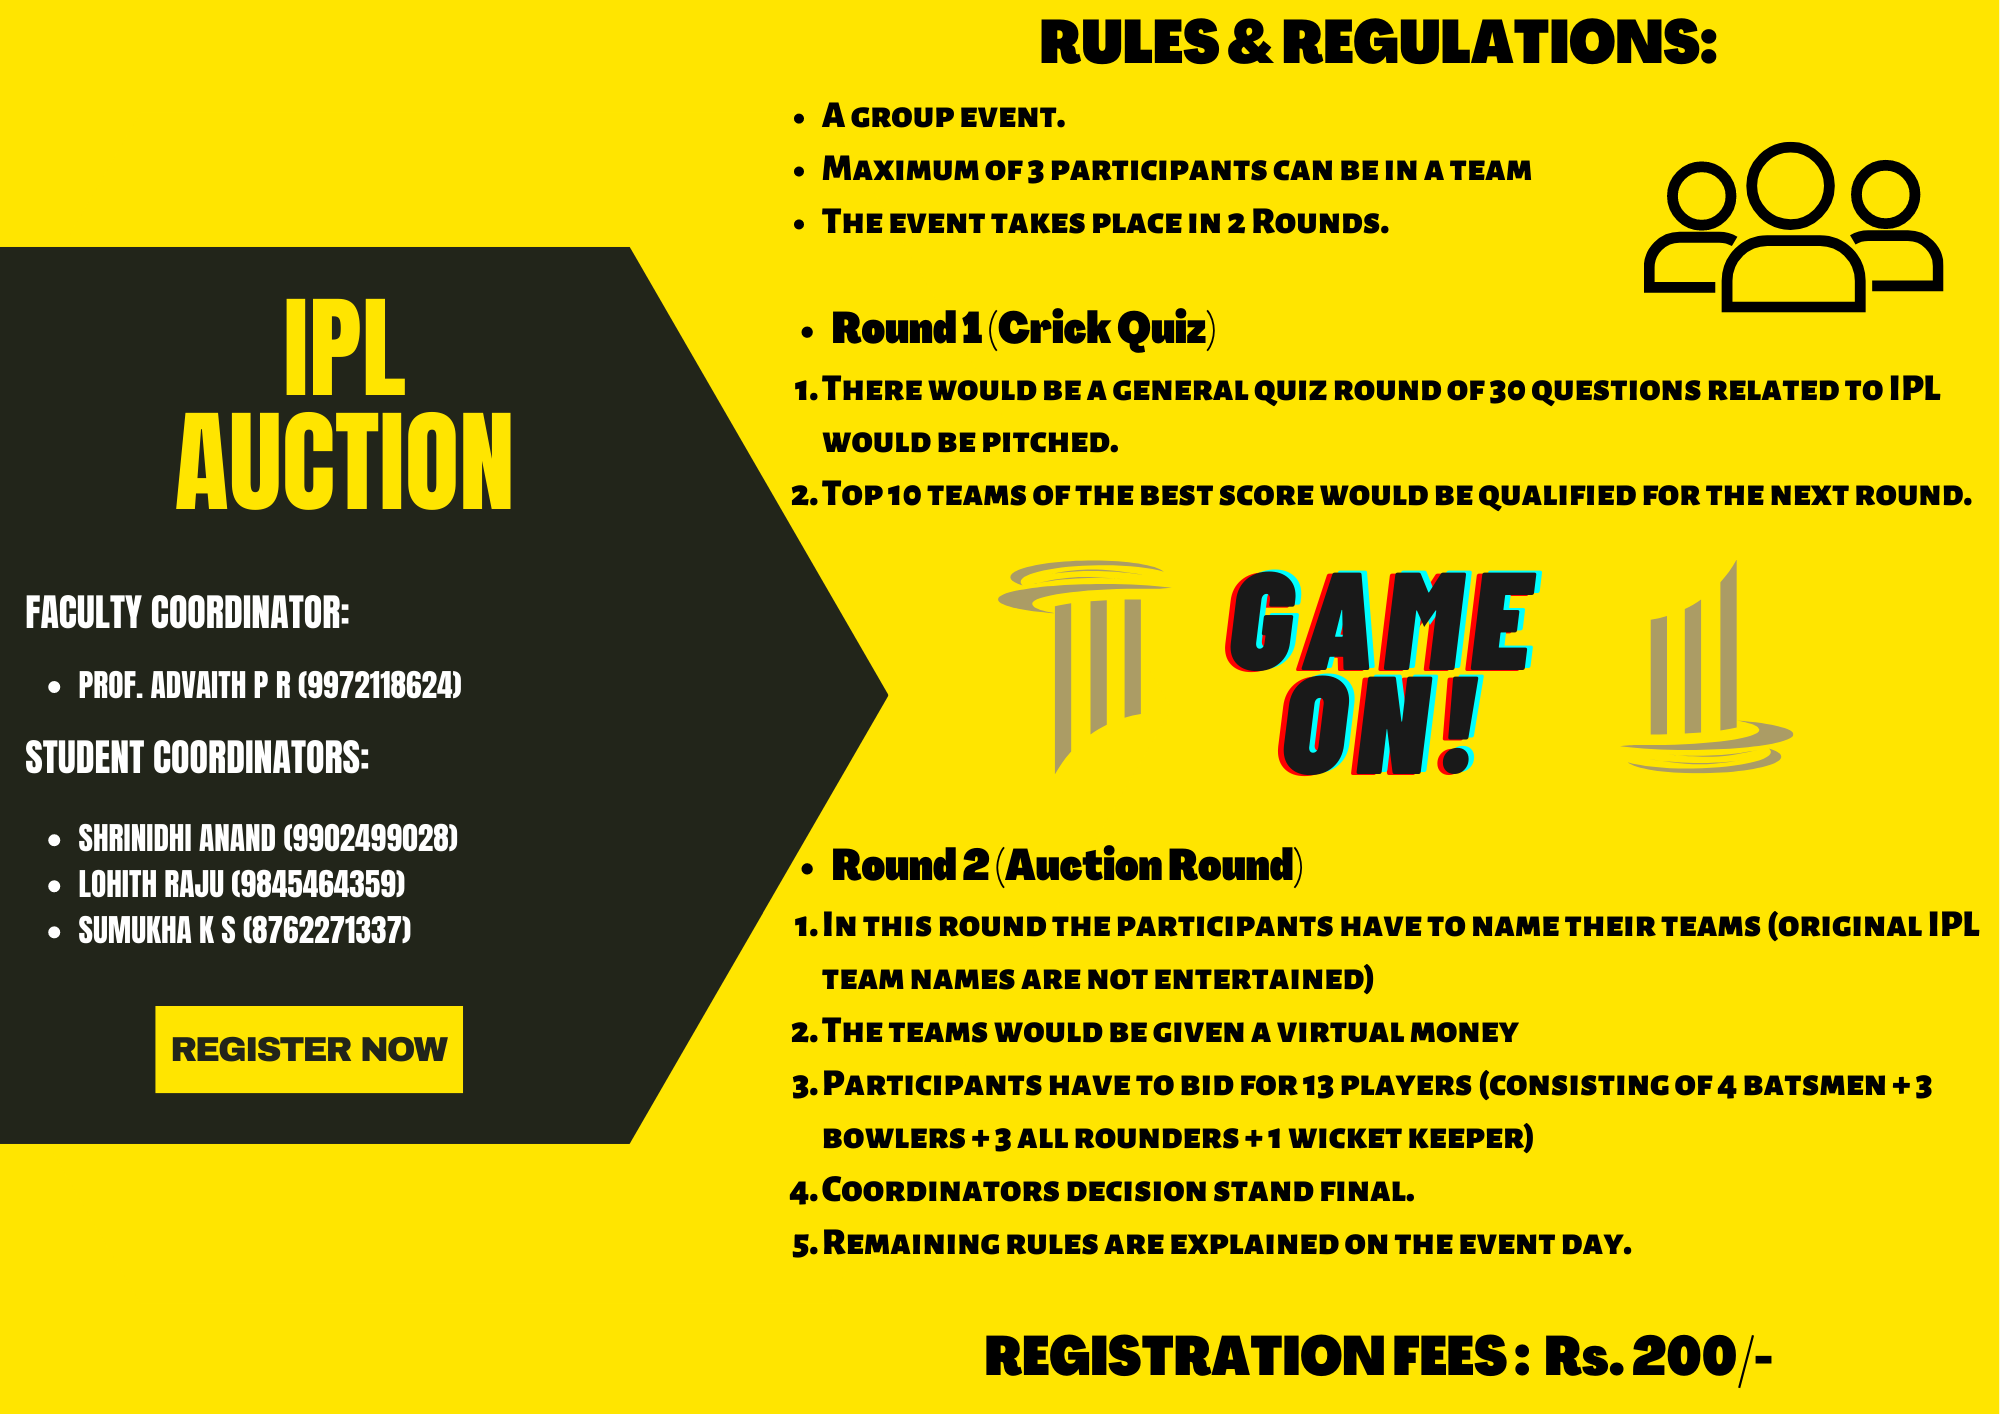 IPL
AUCTION
FACULTY COORDINATOR:
• PROF. ADVAITH P R (9972118624)
STUDENT COORDINATORS:
• SHRINIDHI ANAND (9902499028)
• LOHITH RAJU (9845464359)
• SUMUKHA K S (8762271337)
REGISTER NOW
RULES & REGULATIONS:
• A group event.
• Maximum of 3 participants can be in a team
• The event takes place in 2 Rounds.
• Round 1 (Crick Quiz)
1. There would be a general quiz round of 30 questions related to IPL
would be pitched.
2. Top 10 teams of the best score would be qualified for the next round.
GAME
ON!
• Round 2 (Auction Round)
1. In this round the participants have to name their teams (original IPL
team names are not entertained)
2. The teams would be given a virtual money
3. Participants have to bid for 13 players (consisting of 4 batsmen + 3
bowlers + 3 all rounders + 1 wicket keeper)
4. Coordinators decision stand final.
5. Remaining rules are explained on the event day.
REGISTRATION FEES : Rs. 200/-